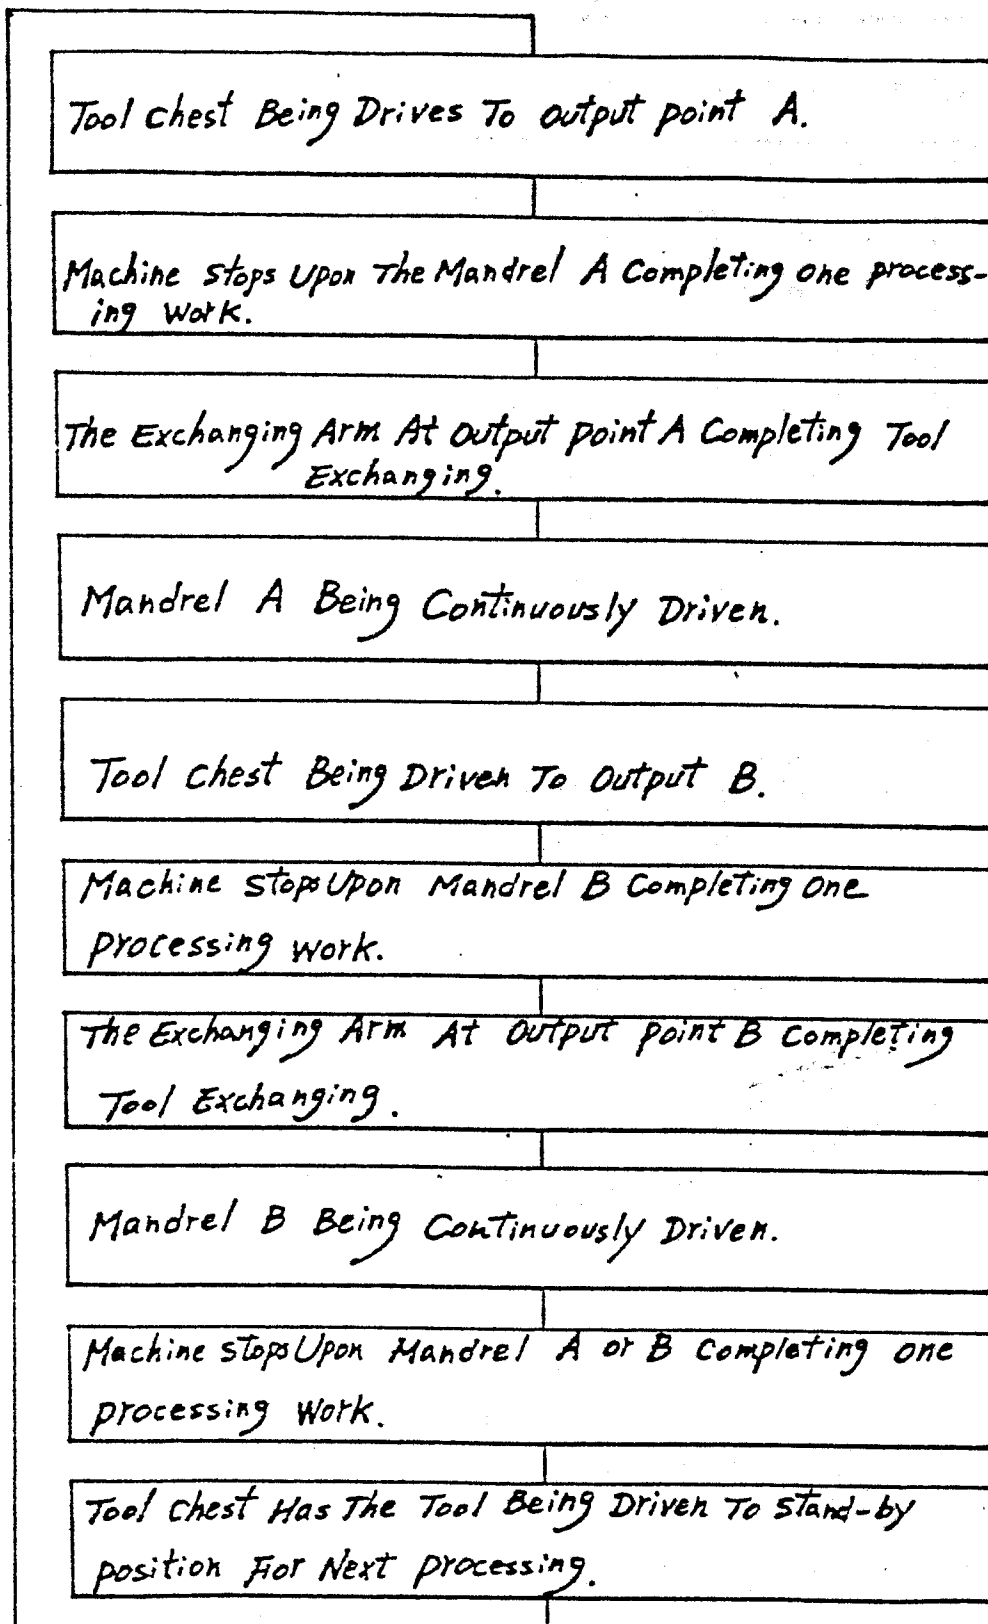 Tool Chest Being Drives To Output point A.
Machine Stops Upon The Mandrel A Completing One process-
ing Work.
The Exchanging Arm At Output point A Completing Tool
Exchanging.
Mandrel A Being Continuously Driven.
Tool Chest Being Driven To Output B.
Machine Stops Upon Mandrel B Completing One
processing Work.
The Exchanging Arm At Output point B Completing
Tool Exchanging.
Mandrel B Being Continuously Driven.
Machine Stops Upon Mandrel A or B Completing one
processing Work.
Tool Chest Has The Tool Being Driven To Stand-by
position For Next processing.